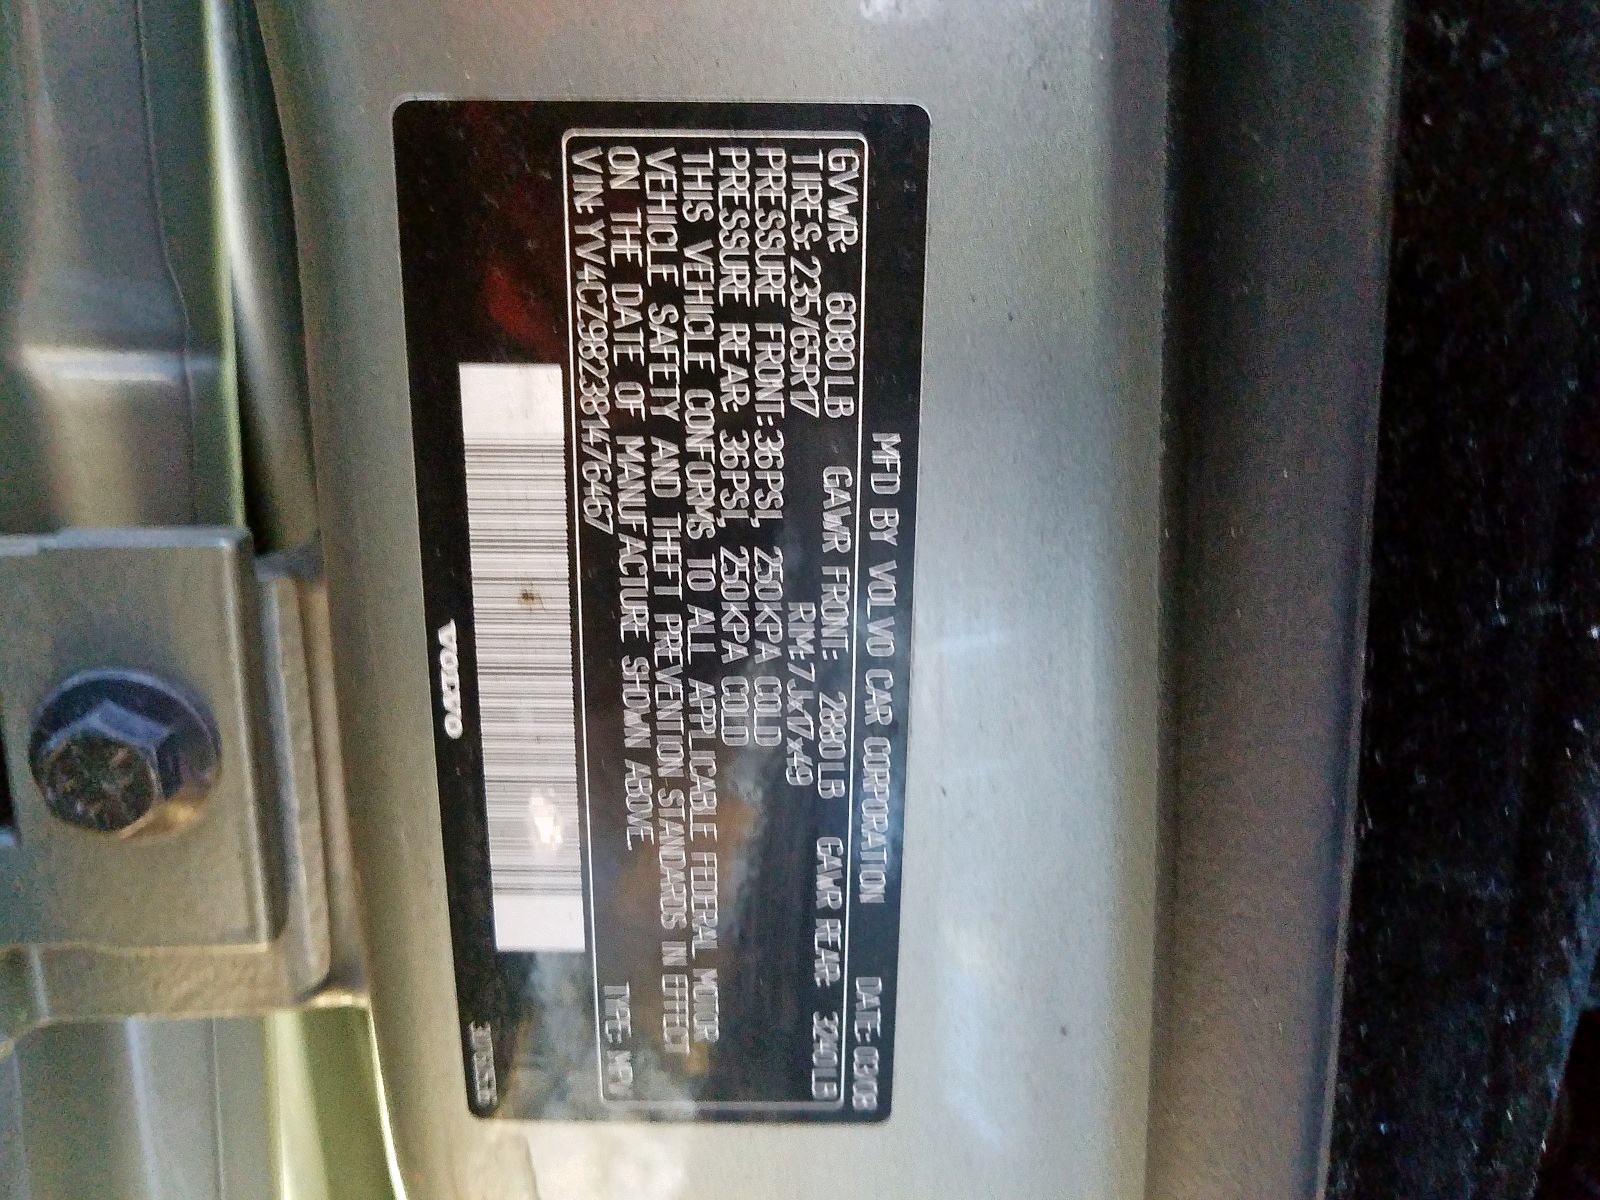 MFD BY VOLVO CAR CORPORATION DATE: 03/08
GVWR: 6080LB GAWR FRONT: 2880LB GAWR REAR: 3240LB
TIRES: 235/65R17 RIM: 7Jx17x49
PRESSURE FRONT: 36PSI, 250KPA COLD
PRESSURE REAR: 36PSI, 250KPA COLD
THIS VEHICLE CONFORMS TO ALL APPLICABLE FEDERAL MOTOR
VEHICLE SAFETY AND THEFT PREVENTION STANDARDS IN EFFECT
ON THE DATE OF MANUFACTURE SHOWN ABOVE.
VIN: YV4CZ982381476467 TYPE: MPV
VOLVO